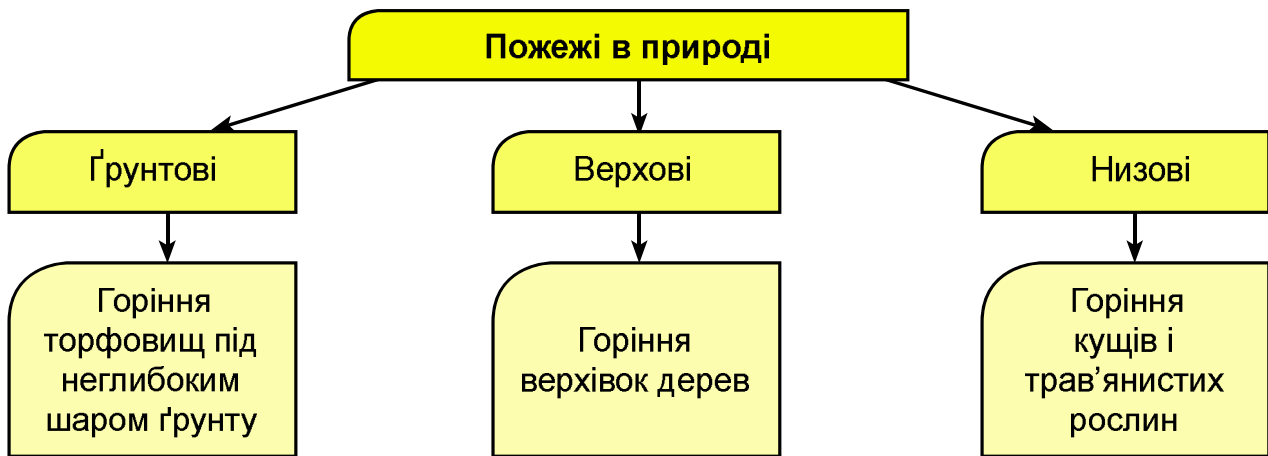 Пожежі в природі
Ґрунтові
Верхові
Низові
Горіння
торфовищ під
неглибоким
шаром ґрунту
Горіння
верхівок дерев
Горіння
кущів і
трав’янистих
рослин